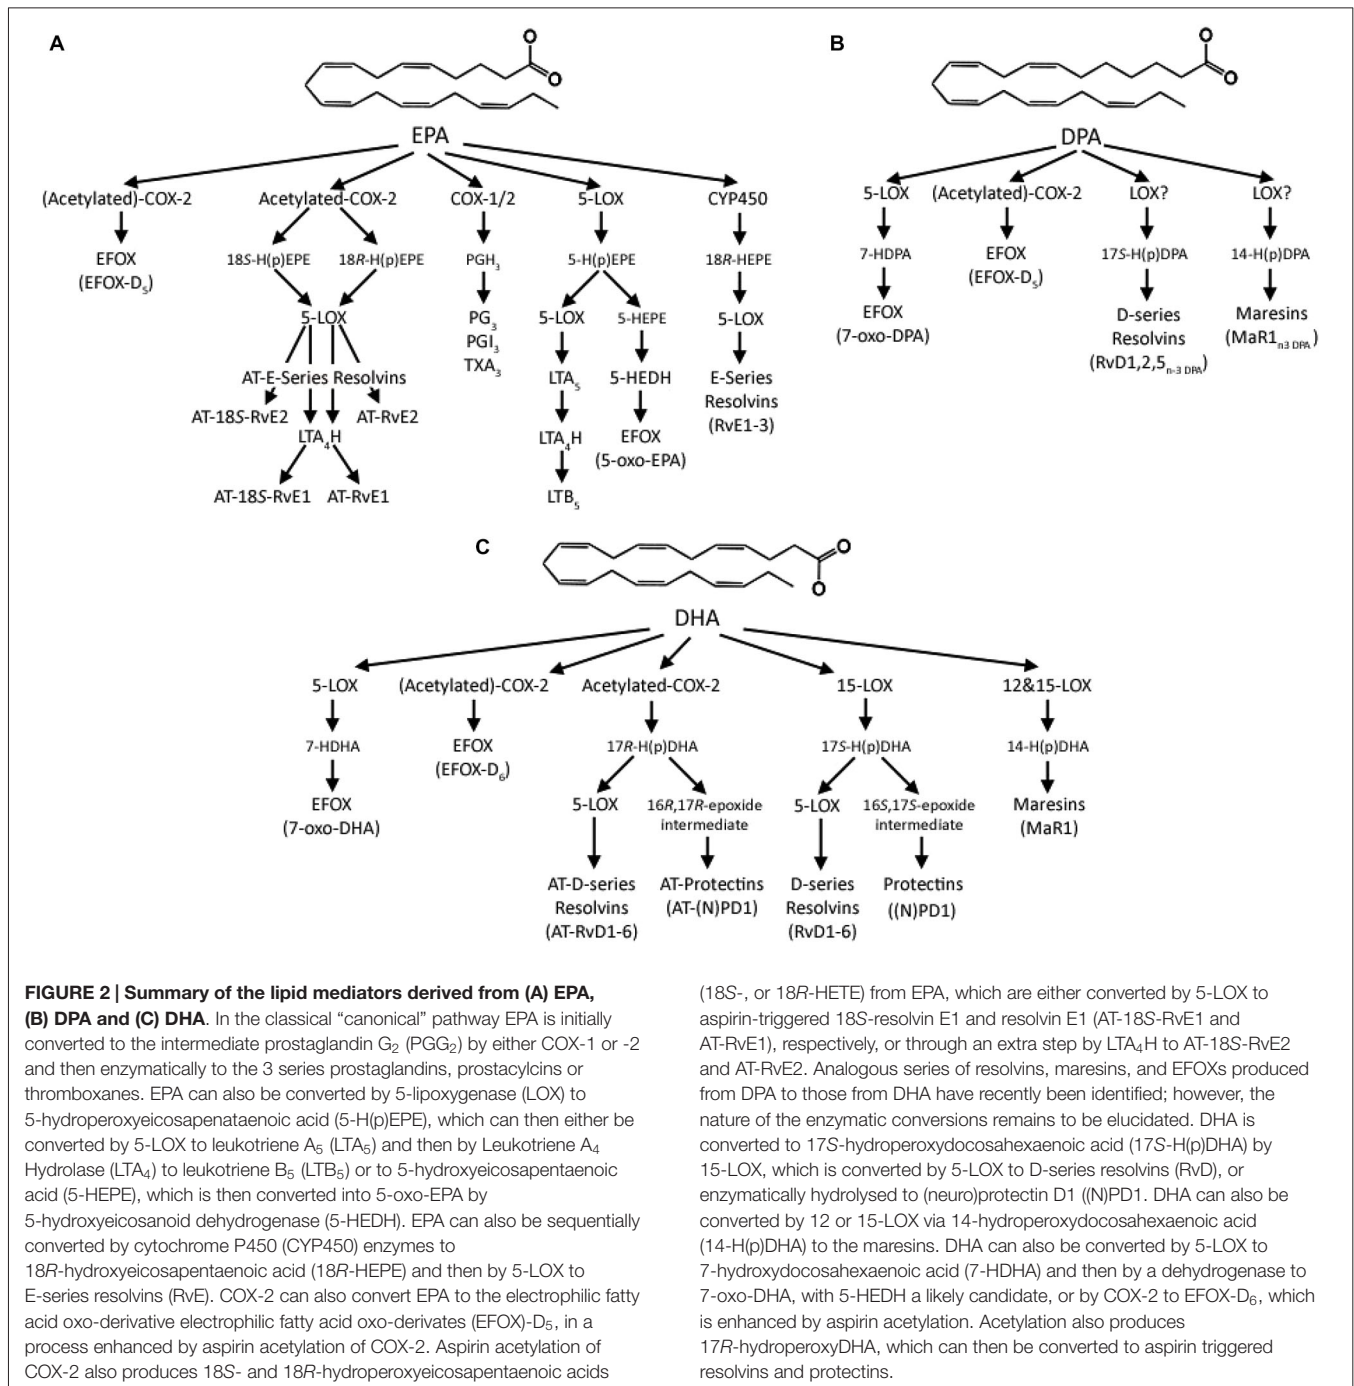 A
O
O
EPA
(Acetylated)-COX-2
Acetylated-COX-2
COX-1/2
5-LOX
CYP450
EFOX
(EFOX-D5)
18S-H(p)EPE
18R-H(p)EPE
PGH3
5-H(p)EPE
18R-HEPE
5-LOX
PG3
PGI3
TXA3
5-LOX
5-HEPE
5-LOX
AT-E-Series Resolvins
LTA5
5-HEDH
E-Series
Resolvins
(RvE1-3)
AT-18S-RvE2
AT-RvE2
LTA4H
LTA4H
EFOX
(5-oxo-EPA)
AT-18S-RvE1
AT-RvE1
LTB5
B
O
O
DPA
5-LOX
(Acetylated)-COX-2
LOX?
LOX?
7-HDPA
EFOX
(EFOX-D5)
17S-H(p)DPA
14-H(p)DPA
EFOX
(7-oxo-DPA)
D-series
Resolvins
(RvD1,2,5n-3 DPA)
Maresins
(MaR1n3 DPA)
C
O
O
DHA
5-LOX
(Acetylated)-COX-2
Acetylated-COX-2
15-LOX
12&15-LOX
7-HDHA
EFOX
(EFOX-D6)
17R-H(p)DHA
17S-H(p)DHA
14-H(p)DHA
EFOX
(7-oxo-DHA)
5-LOX
16R,17R-epoxide
intermediate
5-LOX
16S,17S-epoxide
intermediate
Maresins
(MaR1)
AT-D-series
Resolvins
(AT-RvD1-6)
AT-Protectins
(AT-(N)PD1)
D-series
Resolvins
(RvD1-6)
Protectins
((N)PD1)
FIGURE 2 | Summary of the lipid mediators derived from (A) EPA,
(B) DPA and (C) DHA. In the classical “canonical” pathway EPA is initially
converted to the intermediate prostaglandin G2 (PGG2) by either COX-1 or -2
and then enzymatically to the 3 series prostaglandins, prostacylcins or
thromboxanes. EPA can also be converted by 5-lipoxygenase (LOX) to
5-hydroperoxyeicosapenataenoic acid (5-H(p)EPE), which can then either be
converted by 5-LOX to leukotriene A5 (LTA5) and then by Leukotriene A4
Hydrolase (LTA4) to leukotriene B5 (LTB5) or to 5-hydroxyeicosapentaenoic
acid (5-HEPE), which is then converted into 5-oxo-EPA by
5-hydroxyeicosanoid dehydrogenase (5-HEDH). EPA can also be sequentially
converted by cytochrome P450 (CYP450) enzymes to
18R-hydroxyeicosapentaenoic acid (18R-HEPE) and then by 5-LOX to
E-series resolvins (RvE). COX-2 can also convert EPA to the electrophilic fatty
acid oxo-derivative electrophilic fatty acid oxo-derivates (EFOX)-D5, in a
process enhanced by aspirin acetylation of COX-2. Aspirin acetylation of
COX-2 also produces 18S- and 18R-hydroperoxyeicosapentaenoic acids
(18S-, or 18R-HETE) from EPA, which are either converted by 5-LOX to
aspirin-triggered 18S-resolvin E1 and resolvin E1 (AT-18S-RvE1 and
AT-RvE1), respectively, or through an extra step by LTA4H to AT-18S-RvE2
and AT-RvE2. Analogous series of resolvins, maresins, and EFOXs produced
from DPA to those from DHA have recently been identified; however, the
nature of the enzymatic conversions remains to be elucidated. DHA is
converted to 17S-hydroperoxydocosahexaenoic acid (17S-H(p)DHA) by
15-LOX, which is converted by 5-LOX to D-series resolvins (RvD), or
enzymatically hydrolysed to (neuro)protectin D1 ((N)PD1. DHA can also be
converted by 12 or 15-LOX via 14-hydroperoxydocosahexaenoic acid
(14-H(p)DHA) to the maresins. DHA can also be converted by 5-LOX to
7-hydroxydocosahexaenoic acid (7-HDHA) and then by a dehydrogenase to
7-oxo-DHA, with 5-HEDH a likely candidate, or by COX-2 to EFOX-D6, which
is enhanced by aspirin acetylation. Acetylation also produces
17R-hydroperoxyDHA, which can then be converted to aspirin triggered
resolvins and protectins.